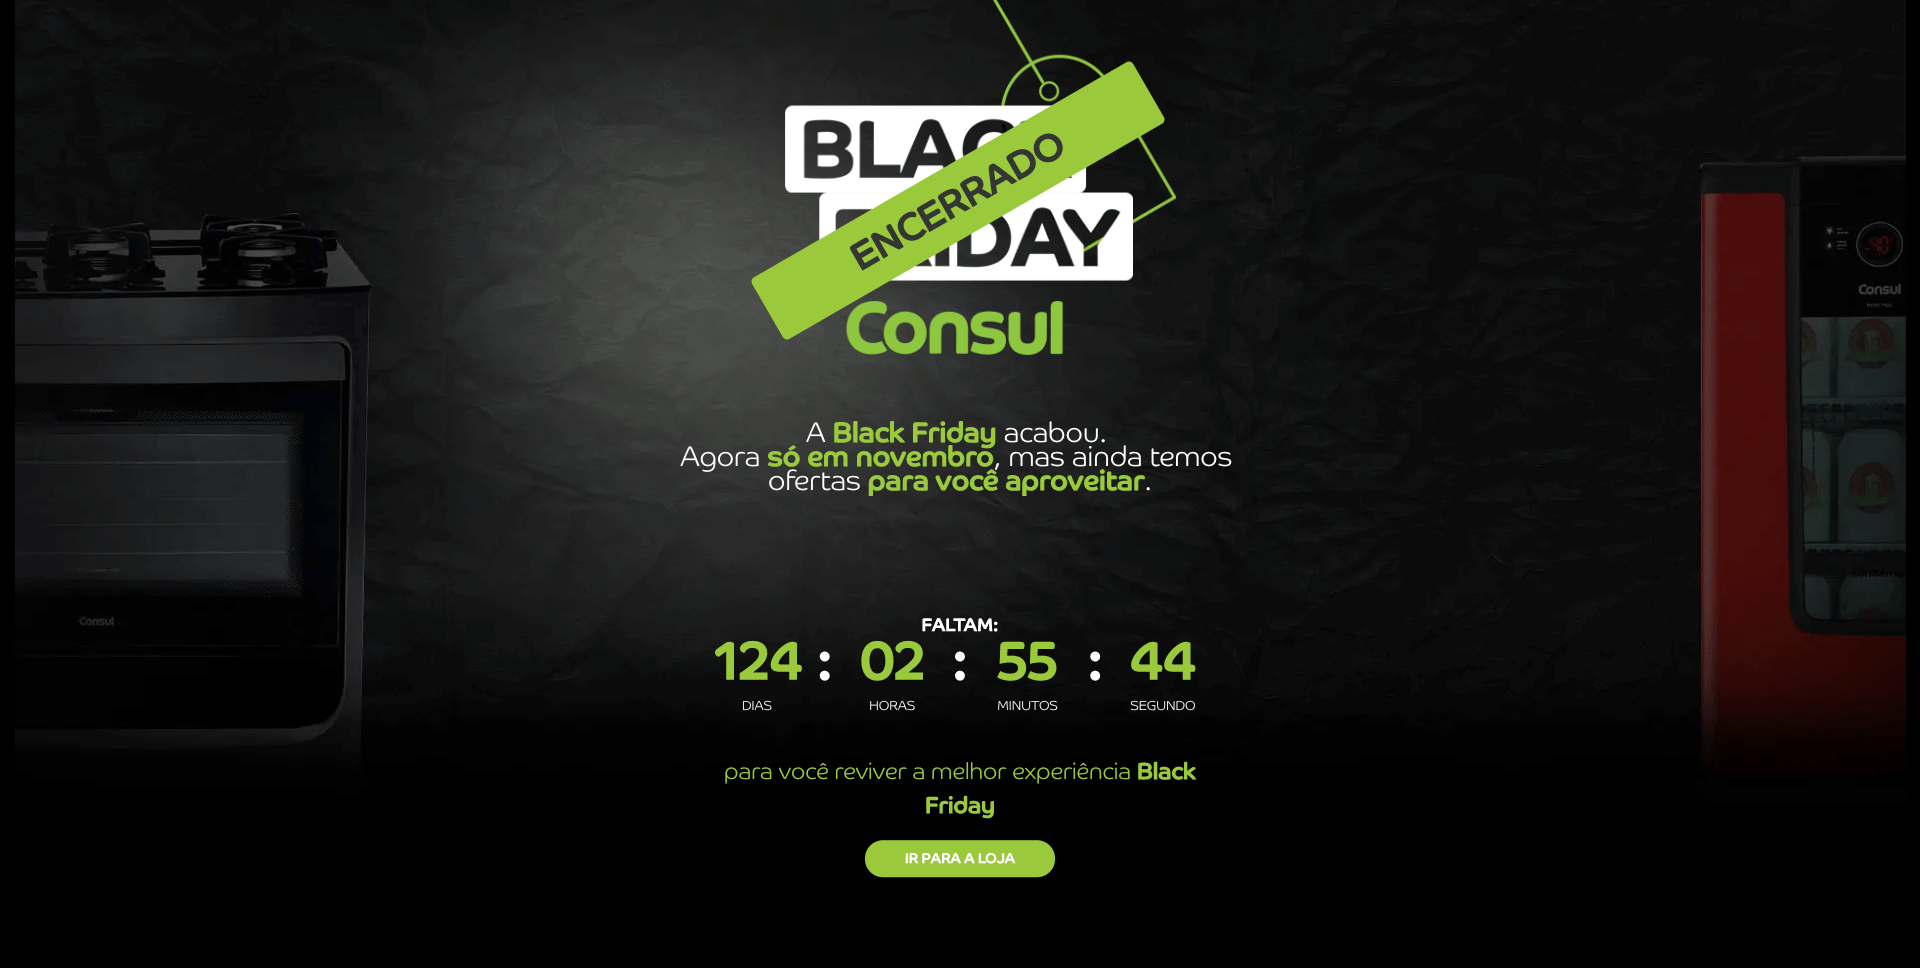 BLACK
FRIDAY
ENCERRADO
Consul
A Black Friday acabou.
Agora só em novembro, mas ainda temos
ofertas para você aproveitar.
FALTAM:
124 : 02 : 55 : 44
DIAS HORAS MINUTOS SEGUNDO
para você reviver a melhor experiência Black
Friday
IR PARA A LOJA
Consul
Consul